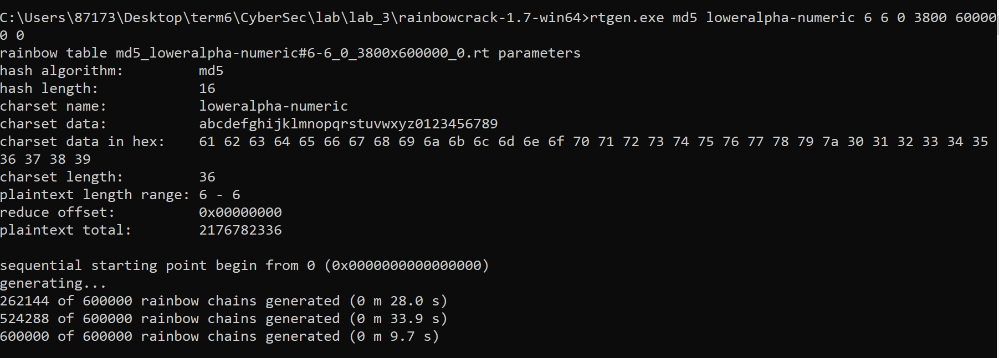 C:\Users\87173\Desktop\term6\CyberSec\lab\lab_3\rainbowcrack-1.7-win64>rtgen.exe md5 loweralpha-numeric 6 6 0 3800 60000
0 0
rainbow table md5_loweralpha-numeric#6-6_0_3800x600000_0.rt parameters
hash algorithm:         md5
hash length:            16
charset name:           loweralpha-numeric
charset data:           abcdefghijklmnopqrstuvwxyz0123456789
charset data in hex:    61 62 63 64 65 66 67 68 69 6a 6b 6c 6d 6e 6f 70 71 72 73 74 75 76 77 78 79 7a 30 31 32 33 34 35
36 37 38 39
charset length:         36
plaintext length range: 6 - 6
reduce offset:          0x00000000
plaintext total:        2176782336
sequential starting point begin from 0 (0x0000000000000000)
generating...
262144 of 600000 rainbow chains generated (0 m 28.0 s)
524288 of 600000 rainbow chains generated (0 m 33.9 s)
600000 of 600000 rainbow chains generated (0 m 9.7 s)